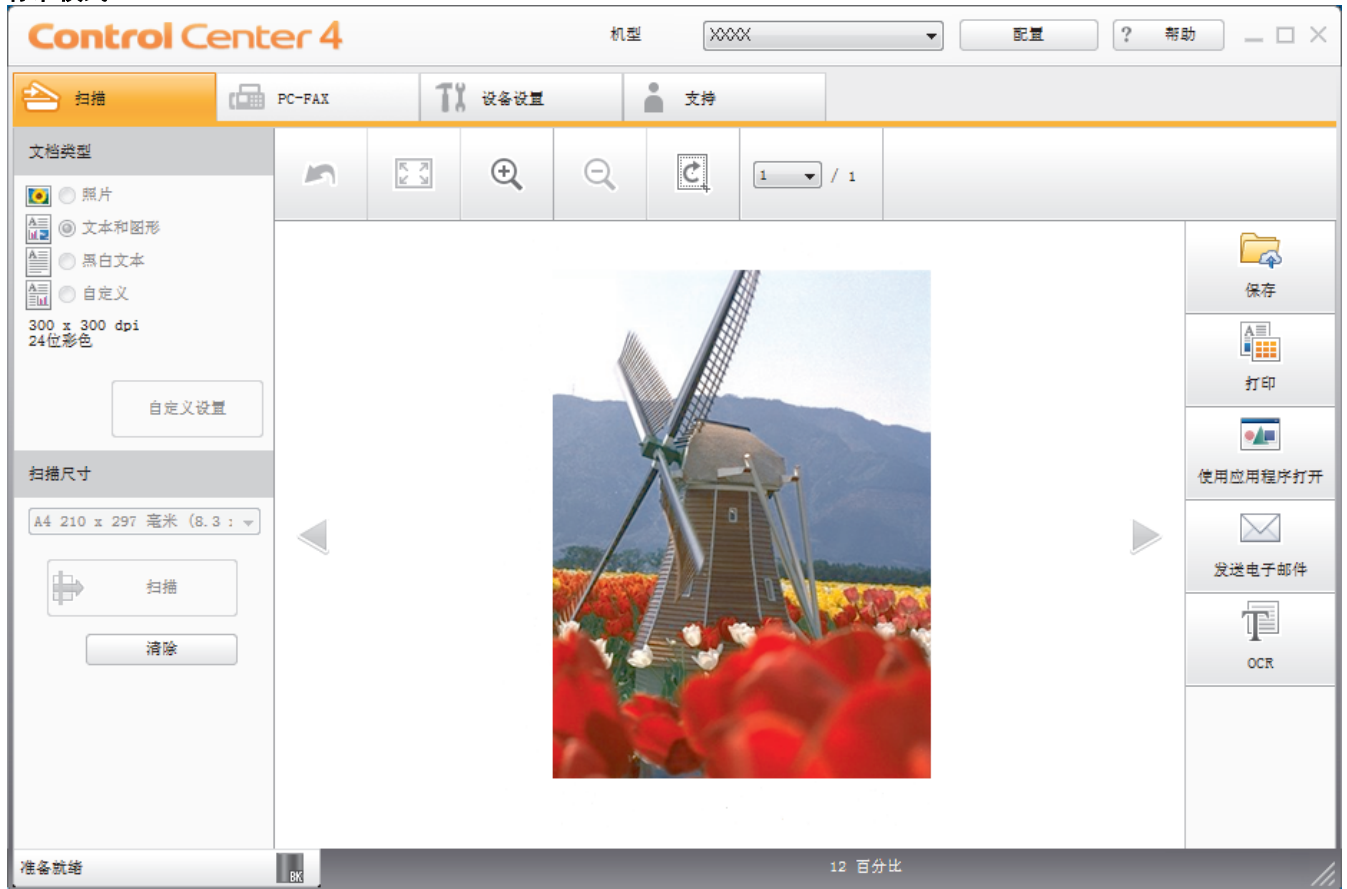 Control Center 4
机型
XXXX
配置
? 帮助
扫描
PC-FAX
设备设置
支持
文档类型
照片
文本和图形
黑白文本
自定义
300 x 300 dpi
24位彩色
自定义设置
扫描尺寸
A4 210 x 297 毫米 (8.3 :
扫描
清除
1 / 1
保存
打印
使用应用程序打开
发送电子邮件
OCR
准备就绪
BK
12 百分比